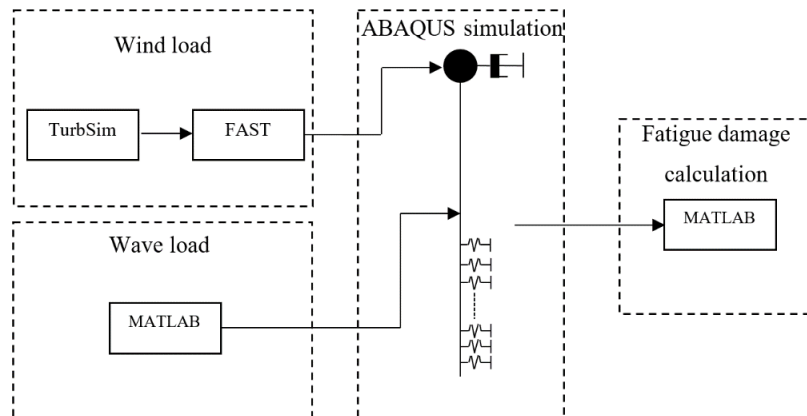 Wind load
TurbSim
FAST
Wave load
MATLAB
ABAQUS simulation
Fatigue damage
calculation
MATLAB